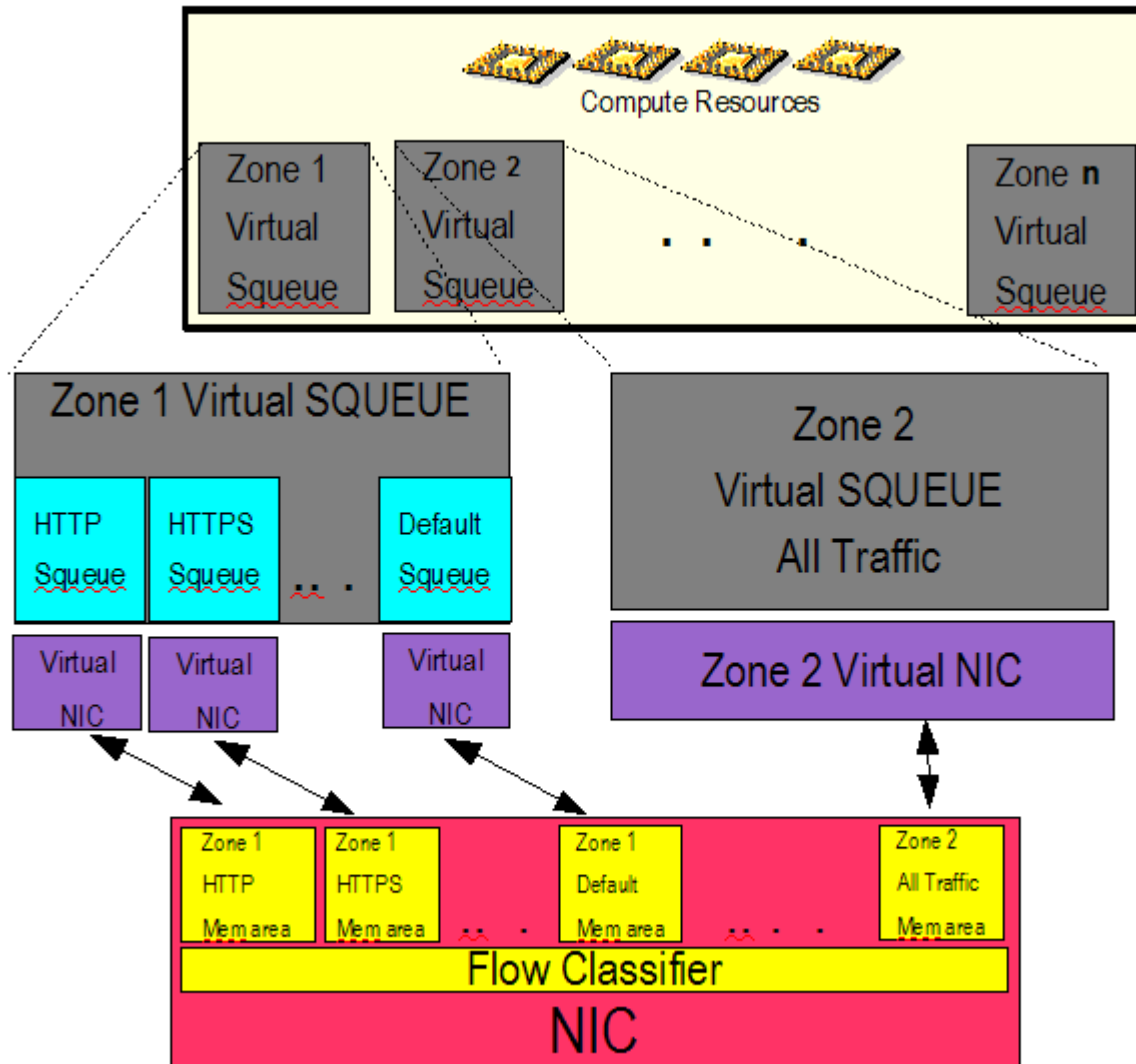 Compute Resources
Zone 1
Virtual
Squeue
Zone 2
Virtual
Squeue
. . .
Zone n
Virtual
Squeue
Zone 1 Virtual SQUEUE
HTTP
Squeue
HTTPS
Squeue
.. .
Default
Squeue
Virtual
NIC
Virtual
NIC
Virtual
NIC
Zone 2
Virtual SQUEUE
All Traffic
Zone 2 Virtual NIC
Zone 1
HTTP
Mem area
Zone 1
HTTPS
Mem area
.. .
Zone 1
Default
Mem area
.. . .
Zone 2
All Traffic
Mem area
Flow Classifier
NIC